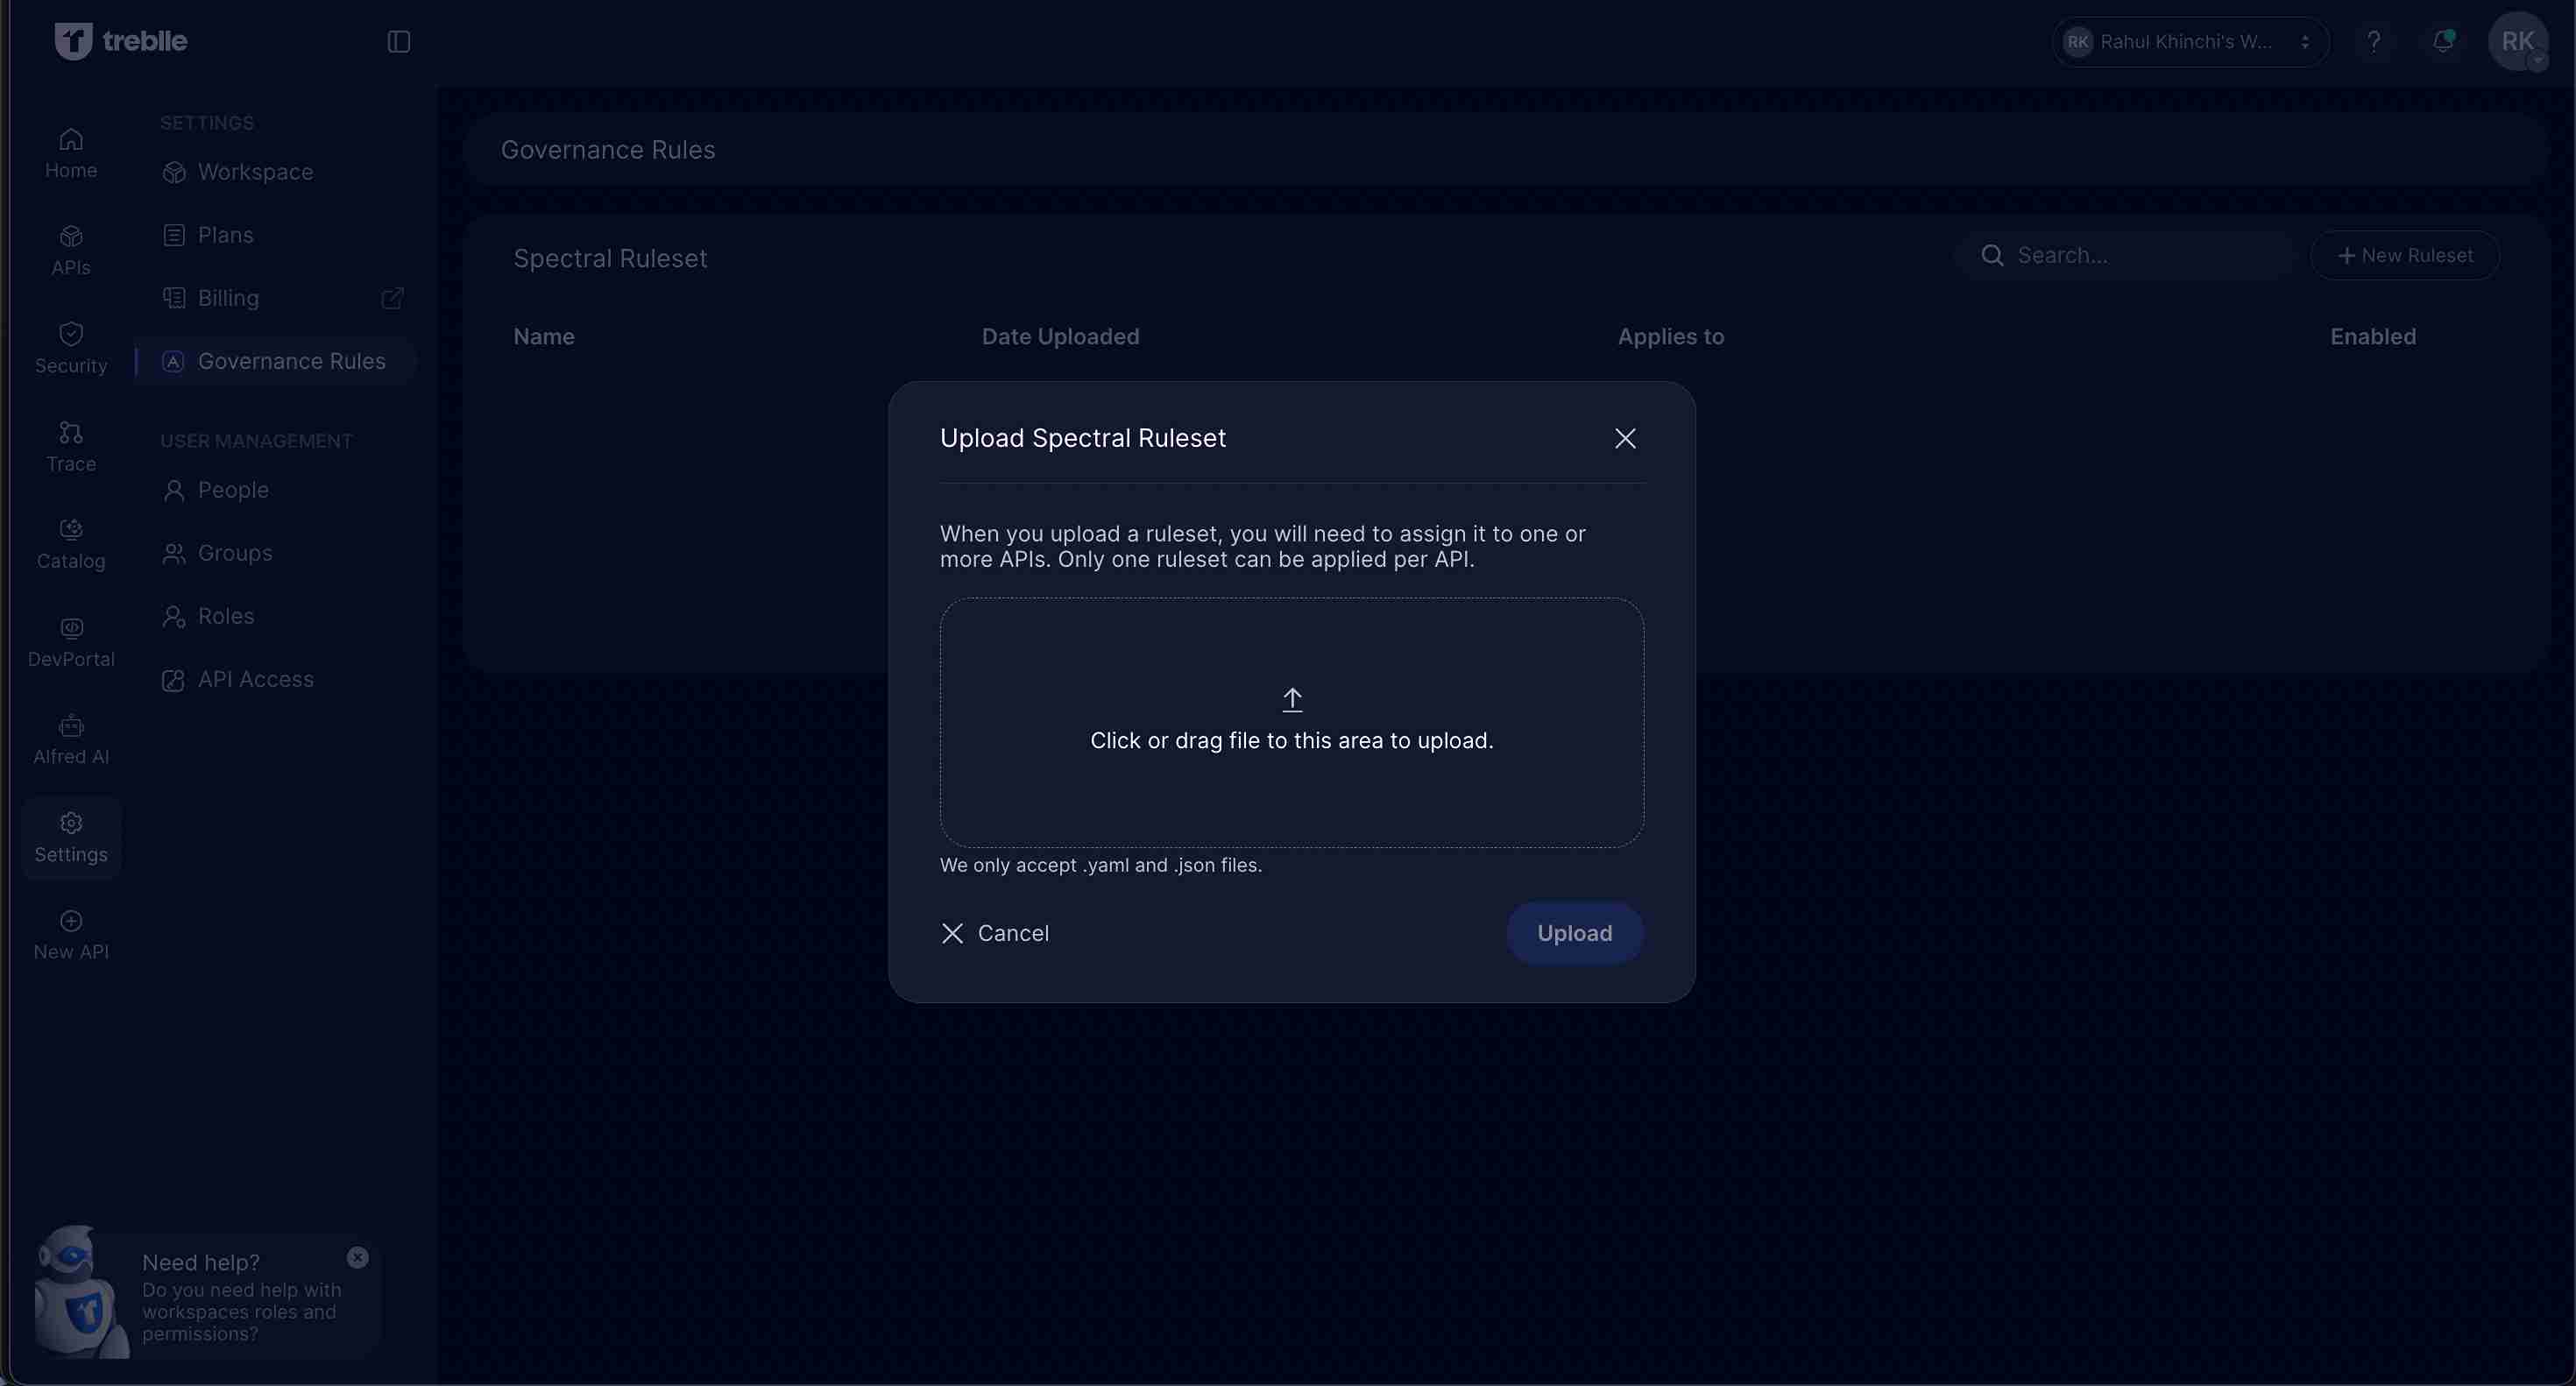 treblle
RK Rahul Khinchi's W...
?
RK
Home
APIs
Security
Trace
Catalog
DevPortal
Alfred AI
Settings
New API
SETTINGS
Workspace
Plans
Billing
Governance Rules
USER MANAGEMENT
People
Groups
Roles
API Access
Need help?
Do you need help with
workspaces roles and
permissions?
Governance Rules
Spectral Ruleset
Search...
+ New Ruleset
Name Date Uploaded Applies to Enabled
Upload Spectral Ruleset
When you upload a ruleset, you will need to assign it to one or
more APIs. Only one ruleset can be applied per API.
Click or drag file to this area to upload.
We only accept .yaml and .json files.
Cancel
Upload